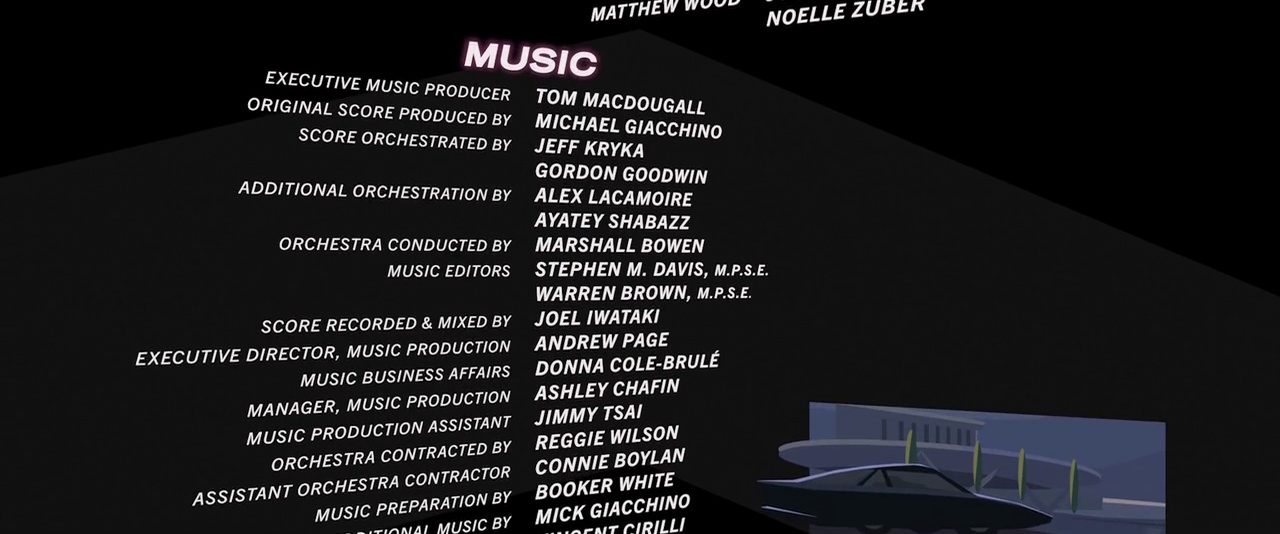 MATTHEW WOOD
NOELLE ZUBER
MUSIC
EXECUTIVE MUSIC PRODUCER TOM MACDOUGALL
ORIGINAL SCORE PRODUCED BY MICHAEL GIACCHINO
SCORE ORCHESTRATED BY JEFF KRYKA
GORDON GOODWIN
ADDITIONAL ORCHESTRATION BY ALEX LACAMOIRE
AYATEY SHABAZZ
ORCHESTRA CONDUCTED BY MARSHALL BOWEN
MUSIC EDITORS STEPHEN M. DAVIS, M.P.S.E.
WARREN BROWN, M.P.S.E.
SCORE RECORDED & MIXED BY JOEL IWATAKI
EXECUTIVE DIRECTOR, MUSIC PRODUCTION ANDREW PAGE
MUSIC BUSINESS AFFAIRS DONNA COLE-BRULÉ
MANAGER, MUSIC PRODUCTION ASHLEY CHAFIN
MUSIC PRODUCTION ASSISTANT JIMMY TSAI
ORCHESTRA CONTRACTED BY REGGIE WILSON
ASSISTANT ORCHESTRA CONTRACTOR CONNIE BOYLAN
MUSIC PREPARATION BY BOOKER WHITE
MUSIC BY MICK GIACCHINO
CIRILLI